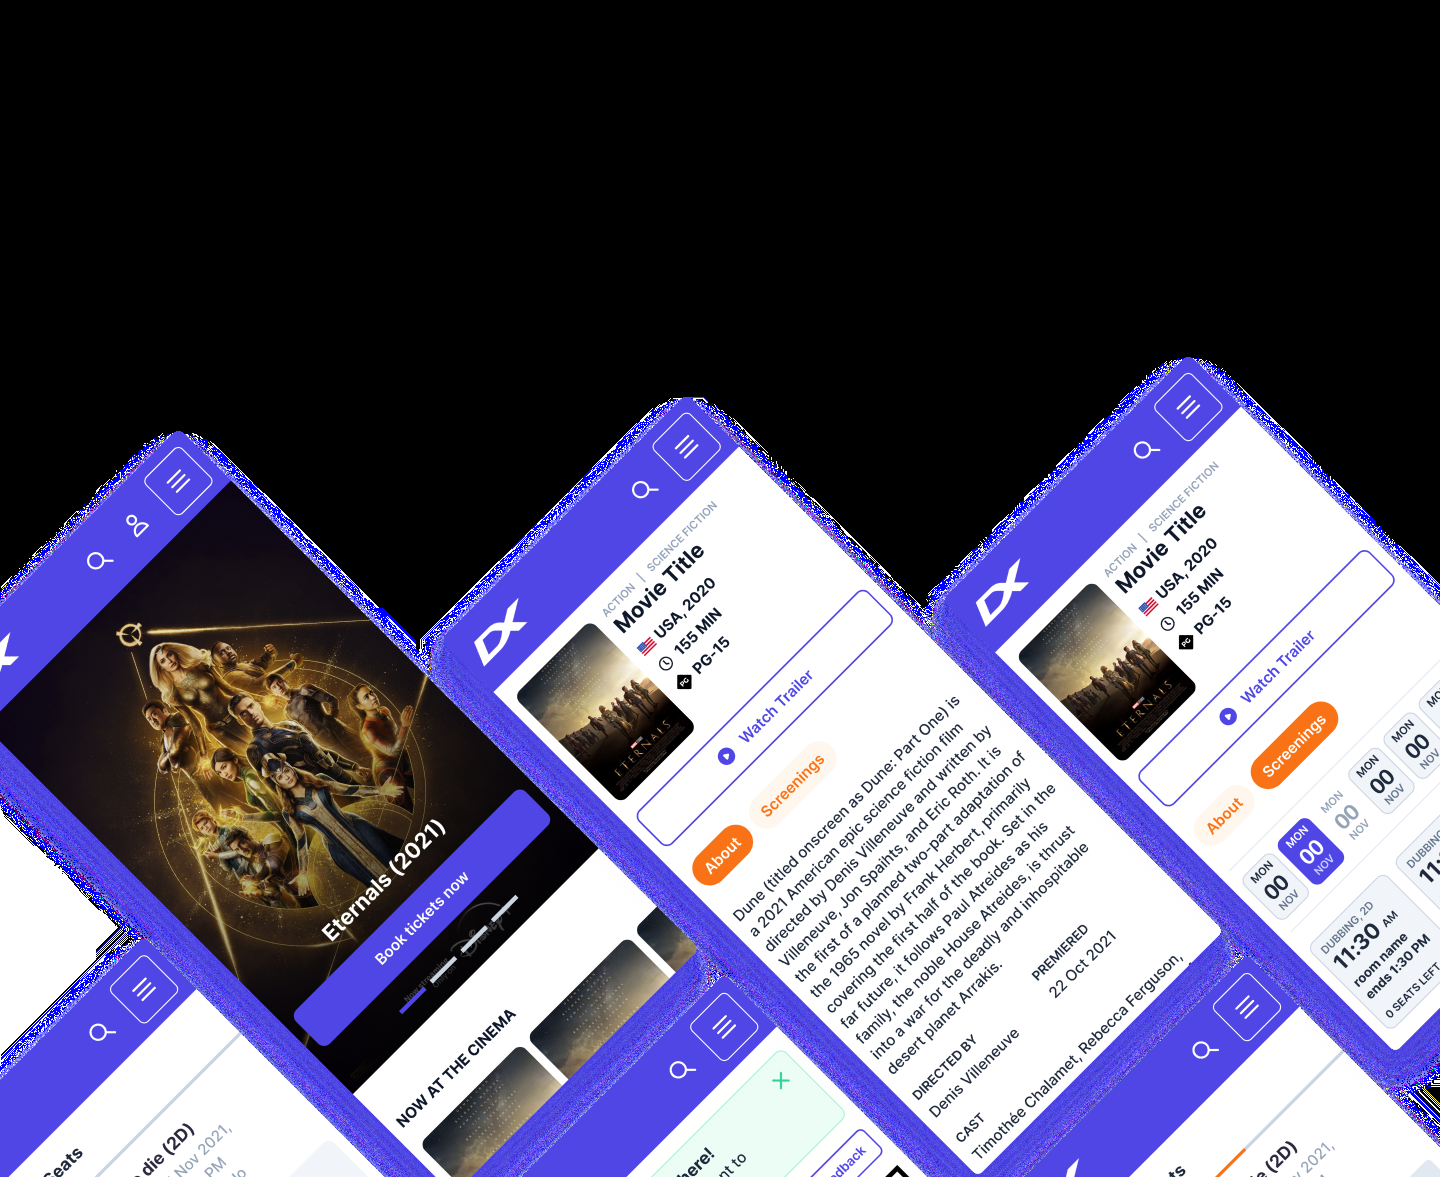 Eternals (2021)
Book tickets now
NOW AT THE CINEMA
DX
ACTION | SCIENCE FICTION
Movie Title
USA, 2020
155 MIN
PG
PG-15
ETERNALS
Watch Trailer
About
Screenings
Dune (titled onscreen as Dune: Part One) is
a 2021 American epic science fiction film
directed by Denis Villeneuve and written by
Villeneuve, Jon Spaihts, and Eric Roth. It is
the first of a planned two-part adaptation of
the 1965 novel by Frank Herbert, primarily
covering the first half of the book. Set in the
far future, it follows Paul Atreides as his
family, the noble House Atreides, is thrust
into a war for the deadly and inhospitable
desert planet Arrakis.
PREMIERED
22 Oct 2021
DIRECTED BY
Denis Villeneuve
CAST
Timothée Chalamet, Rebecca Ferguson,
DX
ACTION | SCIENCE FICTION
Movie Title
USA, 2020
155 MIN
PG
PG-15
ETERNALS
Watch Trailer
About
Screenings
MON
00
NOV
MON
00
NOV
MON
00
NOV
MON
00
NOV
MON
00
NOV
DUBBING, 2D
11:30 AM
room name
ends 1:30 PM
0 SEATS LEFT
DUBBING
11
eats
die (2D)
Nov 2021,
PM
here!
nt to
edback
ts
e (2D)
v 2021,
M